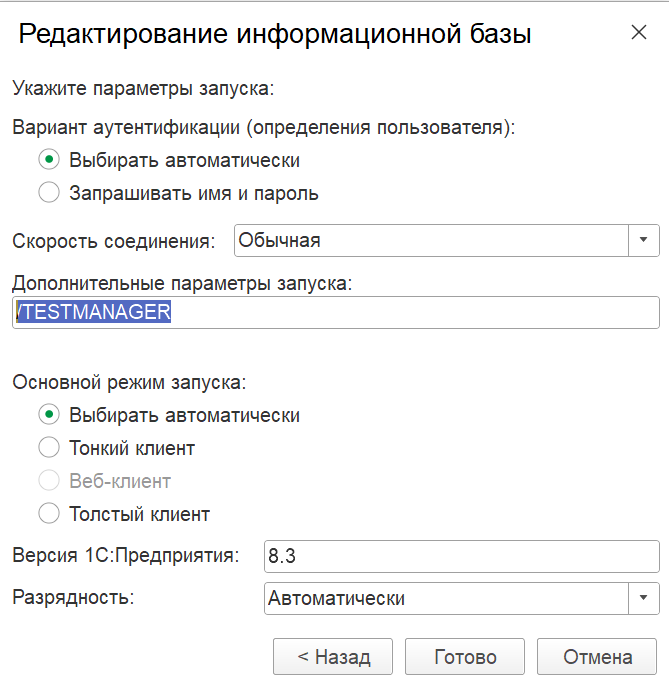 Редактирование информационной базы
Укажите параметры запуска:
Вариант аутентификации (определения пользователя):
Выбирать автоматически
Запрашивать имя и пароль
Скорость соединения: Обычная
Дополнительные параметры запуска:
/TESTMANAGER
Основной режим запуска:
Выбирать автоматически
Тонкий клиент
Веб-клиент
Толстый клиент
Версия 1С:Предприятия: 8.3
Разрядность: Автоматически
< Назад Готово Отмена